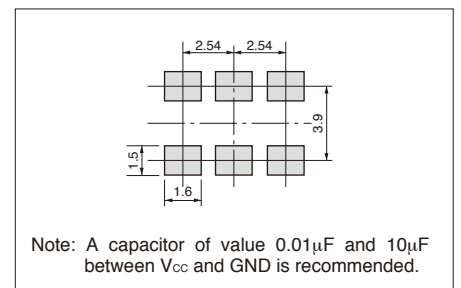 2.54 2.54
3.9
1.5
1.6
Note: A capacitor of value 0.01µF and 10µF
between Vcc and GND is recommended.